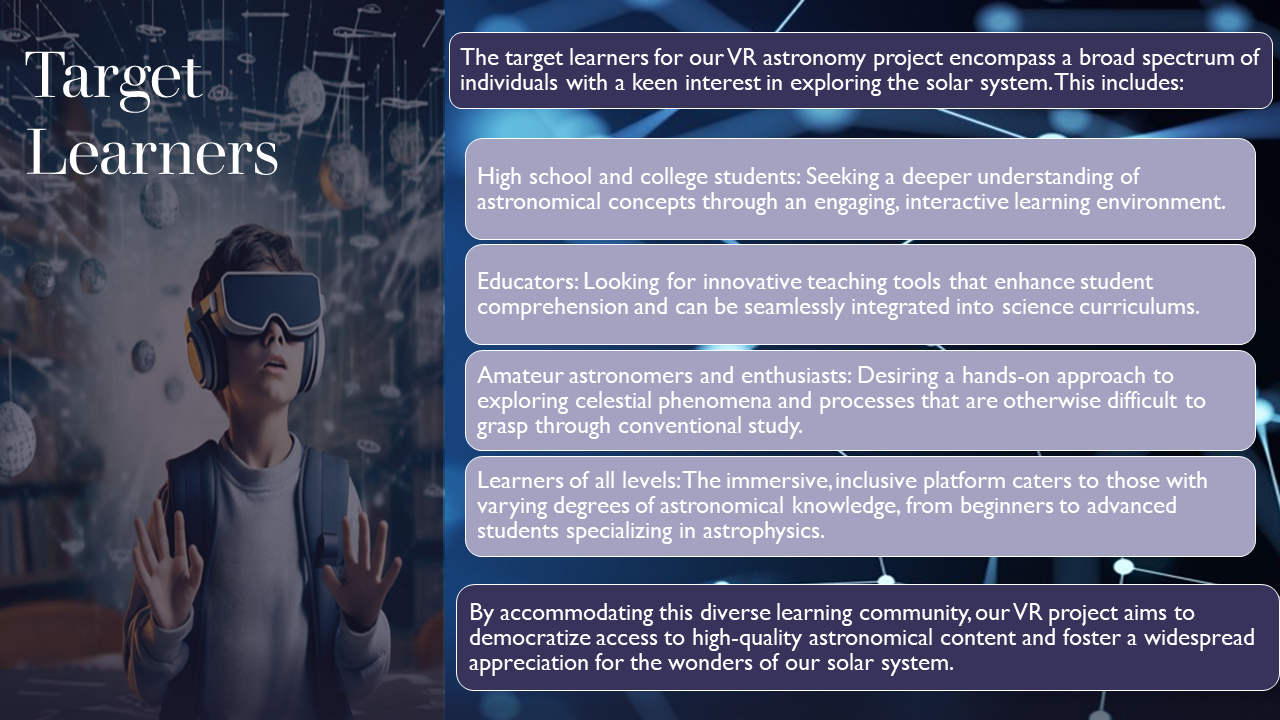 Target
Learners
The target learners for our VR astronomy project encompass a broad spectrum of
individuals with a keen interest in exploring the solar system. This includes:
High school and college students: Seeking a deeper understanding of
astronomical concepts through an engaging, interactive learning environment.
Educators: Looking for innovative teaching tools that enhance student
comprehension and can be seamlessly integrated into science curriculums.
Amateur astronomers and enthusiasts: Desiring a hands-on approach to
exploring celestial phenomena and processes that are otherwise difficult to
grasp through conventional study.
Learners of all levels: The immersive, inclusive platform caters to those with
varying degrees of astronomical knowledge, from beginners to advanced
students specializing in astrophysics.
By accommodating this diverse learning community, our VR project aims to
democratize access to high-quality astronomical content and foster a widespread
appreciation for the wonders of our solar system.